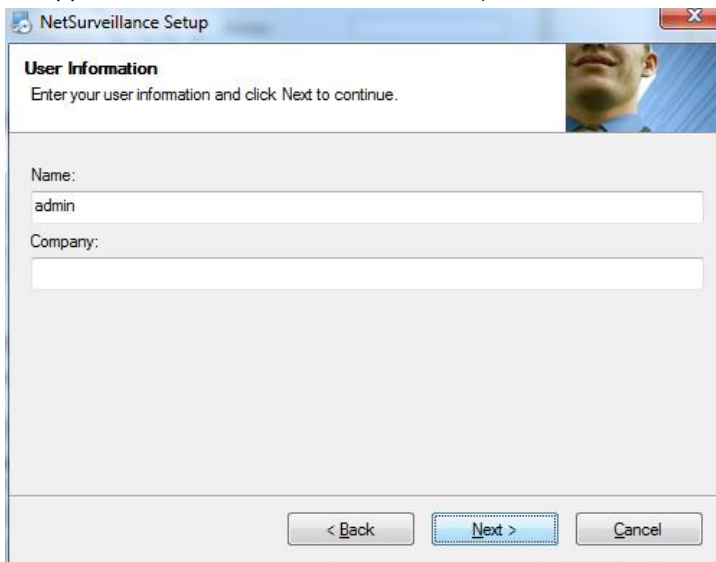 NetSurveillance Setup
User Information
Enter your user information and click Next to continue.
Name:
admin
Company:
< Back
Next >
Cancel